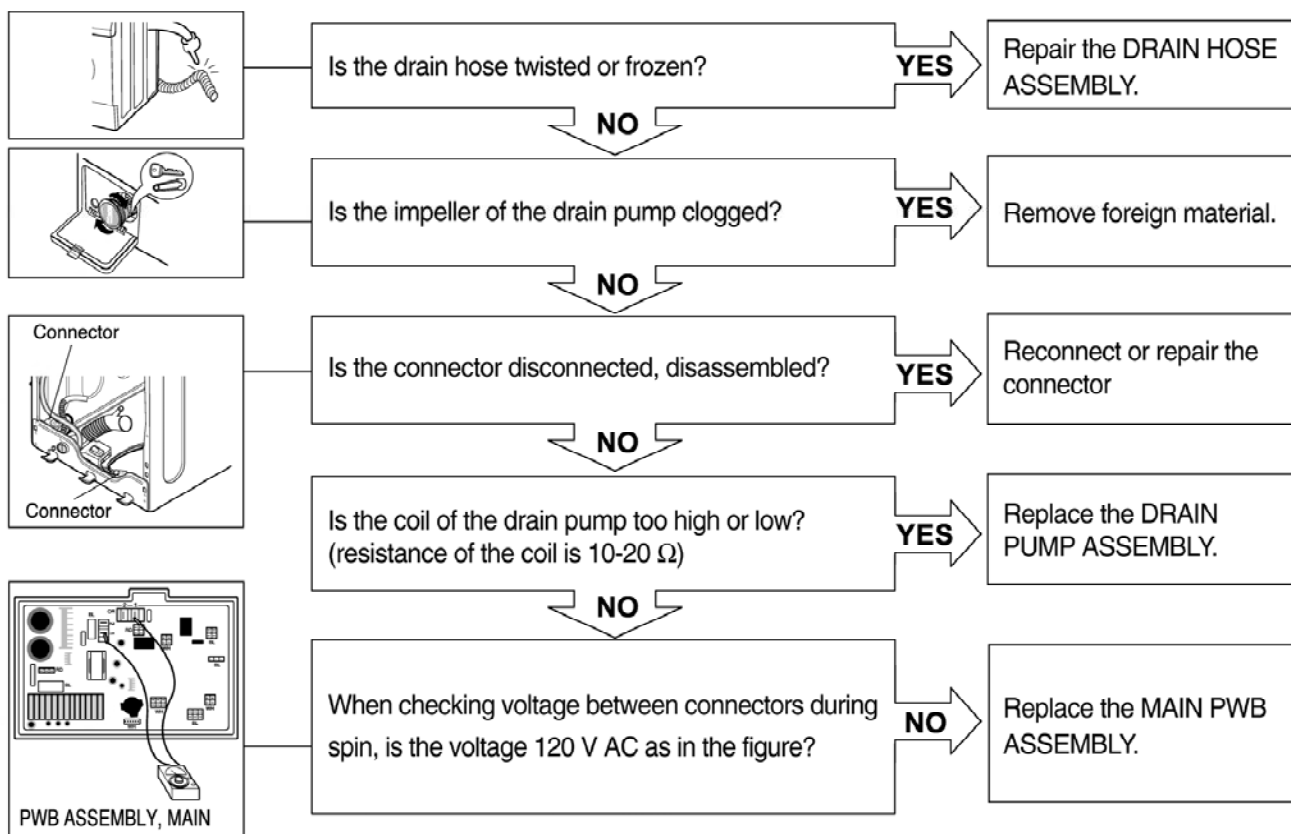 Is the drain hose twisted or frozen?
YES
Repair the DRAIN HOSE
ASSEMBLY.
NO
Is the impeller of the drain pump clogged?
YES
Remove foreign material.
NO
Connector
Connector
Is the connector disconnected, disassembled?
YES
Reconnect or repair the
connector
NO
Is the coil of the drain pump too high or low?
(resistance of the coil is 10-20 Ω)
YES
Replace the DRAIN
PUMP ASSEMBLY.
NO
PWB ASSEMBLY, MAIN
When checking voltage between connectors during
spin, is the voltage 120 V AC as in the figure?
NO
Replace the MAIN PWB
ASSEMBLY.